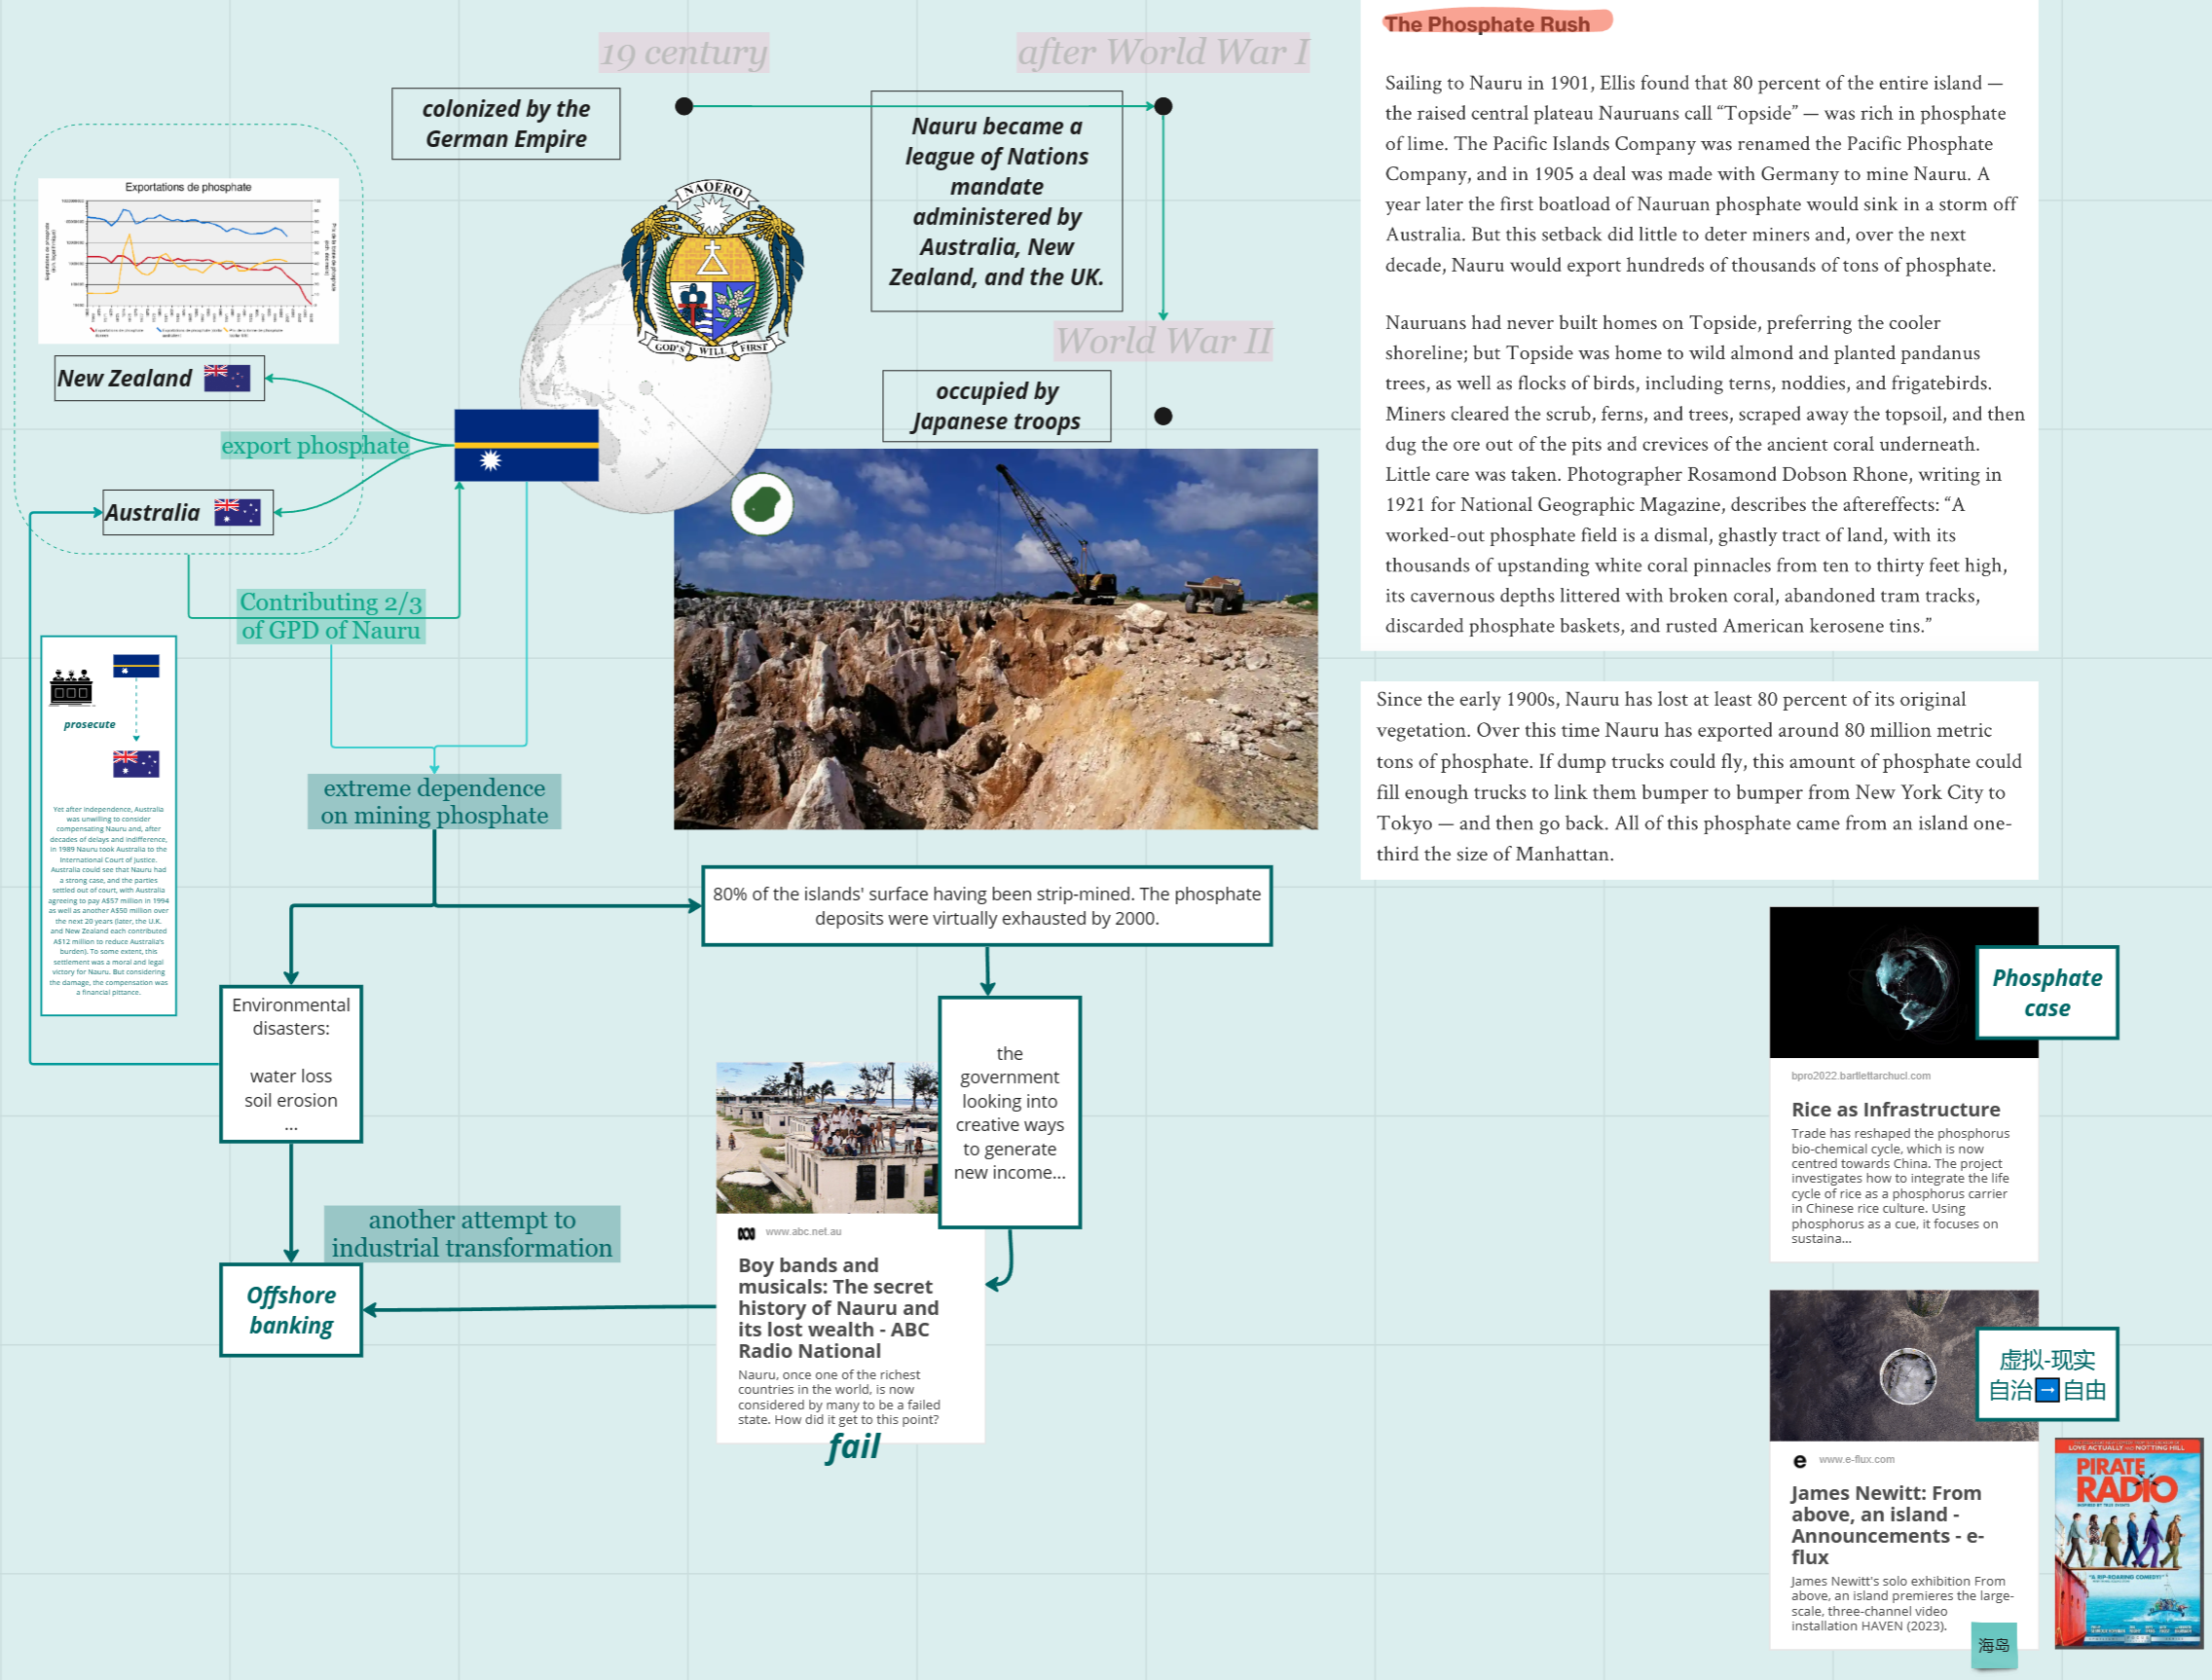 19 century
after World War I
colonized by the
German Empire
Nauru became a
league of Nations
mandate
administered by
Australia, New
Zealand, and the UK.
World War II
occupied by
Japanese troops
NAOERO
GOD'S WILL FIRST
Exportations de phosphate
New Zealand
export phosphate
Australia
Contributing 2/3
of GPD of Nauru
prosecute
Yet after independence, Australia
was unwilling to consider
compensating Nauru and, after
decades of delays and indifference,
in 1989 Nauru took Australia to the
International Court of Justice.
Australia could see that Nauru had
a strong case, and the parties
settled out of court, with Australia
agreeing to pay A$57 million in 1994
as well as another A$50 million over
the next 20 years (later, the U.K.
and New Zealand each contributed
A$12 million to reduce Australia's
burden). To some extent, this
settlement was a moral and legal
victory for Nauru. But considering
the damage, the compensation was
a financial pittance.
extreme dependence
on mining phosphate
80% of the islands' surface having been strip-mined. The phosphate
deposits were virtually exhausted by 2000.
Environmental
disasters:
water loss
soil erosion
...
the
government
looking into
creative ways
to generate
new income...
another attempt to
industrial transformation
Offshore
banking
www.abc.net.au
Boy bands and
musicals: The secret
history of Nauru and
its lost wealth - ABC
Radio National
Nauru, once one of the richest
countries in the world, is now
considered by many to be a failed
state. How did it get to this point?
fail
The Phosphate Rush
Sailing to Nauru in 1901, Ellis found that 80 percent of the entire island —
the raised central plateau Nauruans call “Topside” — was rich in phosphate
of lime. The Pacific Islands Company was renamed the Pacific Phosphate
Company, and in 1905 a deal was made with Germany to mine Nauru. A
year later the first boatload of Nauruan phosphate would sink in a storm off
Australia. But this setback did little to deter miners and, over the next
decade, Nauru would export hundreds of thousands of tons of phosphate.
Nauruans had never built homes on Topside, preferring the cooler
shoreline; but Topside was home to wild almond and planted pandanus
trees, as well as flocks of birds, including terns, noddies, and frigatebirds.
Miners cleared the scrub, ferns, and trees, scraped away the topsoil, and then
dug the ore out of the pits and crevices of the ancient coral underneath.
Little care was taken. Photographer Rosamond Dobson Rhone, writing in
1921 for National Geographic Magazine, describes the aftereffects: “A
worked-out phosphate field is a dismal, ghastly tract of land, with its
thousands of upstanding white coral pinnacles from ten to thirty feet high,
its cavernous depths littered with broken coral, abandoned tram tracks,
discarded phosphate baskets, and rusted American kerosene tins.”
Since the early 1900s, Nauru has lost at least 80 percent of its original
vegetation. Over this time Nauru has exported around 80 million metric
tons of phosphate. If dump trucks could fly, this amount of phosphate could
fill enough trucks to link them bumper to bumper from New York City to
Tokyo — and then go back. All of this phosphate came from an island one-
third the size of Manhattan.
Phosphate
case
bpro2022.bartlettarchucl.com
Rice as Infrastructure
Trade has reshaped the phosphorus
bio-chemical cycle, which is now
centred towards China. The project
investigates how to integrate the life
cycle of rice as a phosphorus carrier
in Chinese rice culture. Using
phosphorus as a cue, it focuses on
sustaina...
虚拟-现实
自治➡自由
e www.e-flux.com
James Newitt: From
above, an island -
Announcements - e-
flux
James Newitt's solo exhibition From
above, an island premieres the large-
scale, three-channel video
installation HAVEN (2023).
海岛
LOVE ACTUALLY AND NOTTING HILL
PIRATE
RADIO
INSPIRED BY TRUE EVENTS
"A RIP-ROARING COMEDY!"